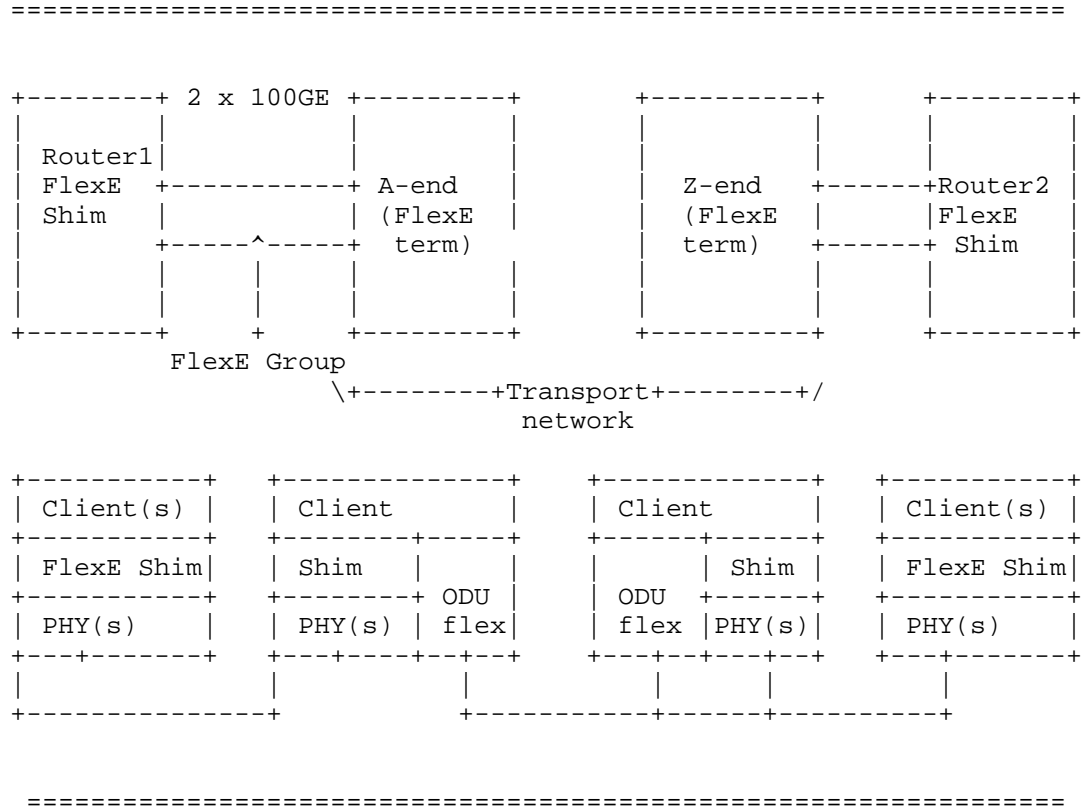 2 x 100GE
Router1
FlexE A-end Z-end Router2
Shim (FlexE (FlexE FlexE
term) term) Shim
FlexE Group
Transport
network
Client(s) Client Client Client(s)
FlexE Shim Shim Shim FlexE Shim
ODU ODU
PHY(s) PHY(s) flex flex PHY(s) PHY(s)